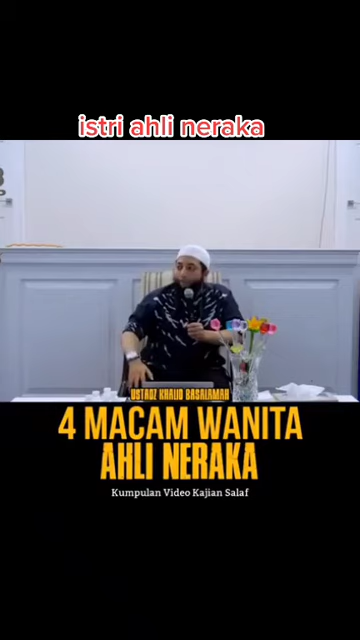 istri ahli neraka
USTADZ KHALID BASALAMAH
4 MACAM WANITA
AHLI NERAKA
Kumpulan Video Kajian Salaf